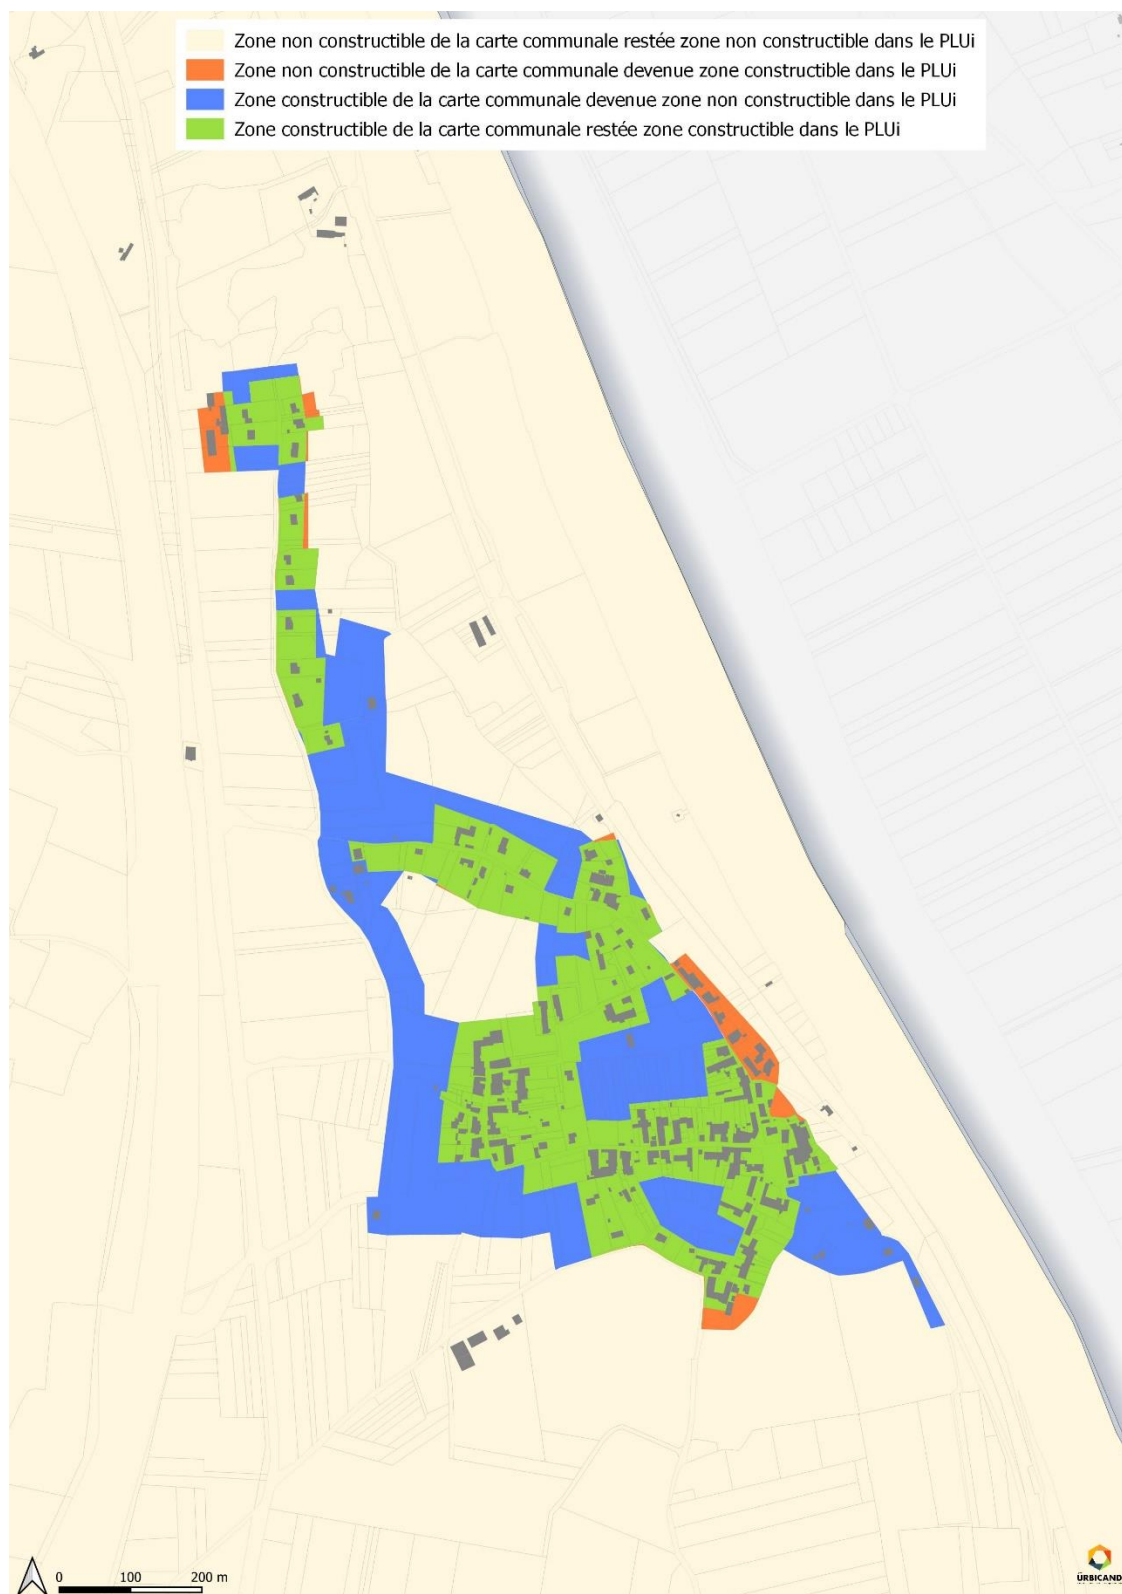 Zone non constructible de la carte communale restée zone non constructible dans le PLUi
Zone non constructible de la carte communale devenue zone constructible dans le PLUi
Zone constructible de la carte communale devenue zone non constructible dans le PLUi
Zone constructible de la carte communale restée zone constructible dans le PLUi
0 100 200 m
URBICAND